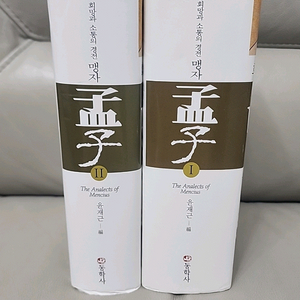 희망과 소통의 경전 맹자
孟子
II
The Analects of
Mencius
윤재근
編
동학사
희망과 소통의 경전 맹자
孟子
I
The Analects of
Mencius
윤재근
編
동학사